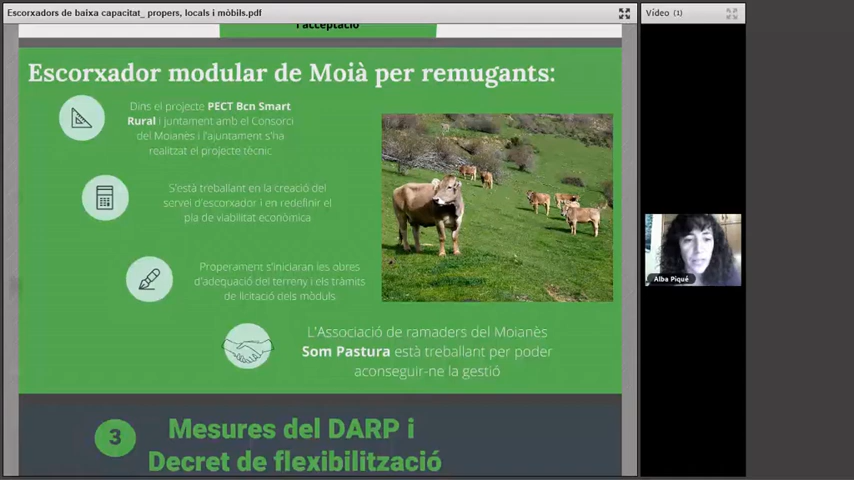 Escorxadors de baixa capacitat_ propers, locals i mòbils.pdf
Vídeo (1)
l'acceptació
Escorxador modular de Moià per remugants:
Dins el projecte PECT Bcn Smart
Rural i juntament amb el Consorci
del Moianès i l'ajuntament s'ha
realitzat el projecte tècnic
S'està treballant en la creació del
servei d'escorxador i en redefinir el
pla de viabilitat econòmica
Properament s'iniciaran les obres
d'adequació del terreny i els tràmits
de licitació dels mòduls
L'Associació de ramaders del Moianès
Som Pastura està treballant per poder
aconseguir-ne la gestió
Alba Piqué
3
Mesures del DARP i
Decret de flexibilització